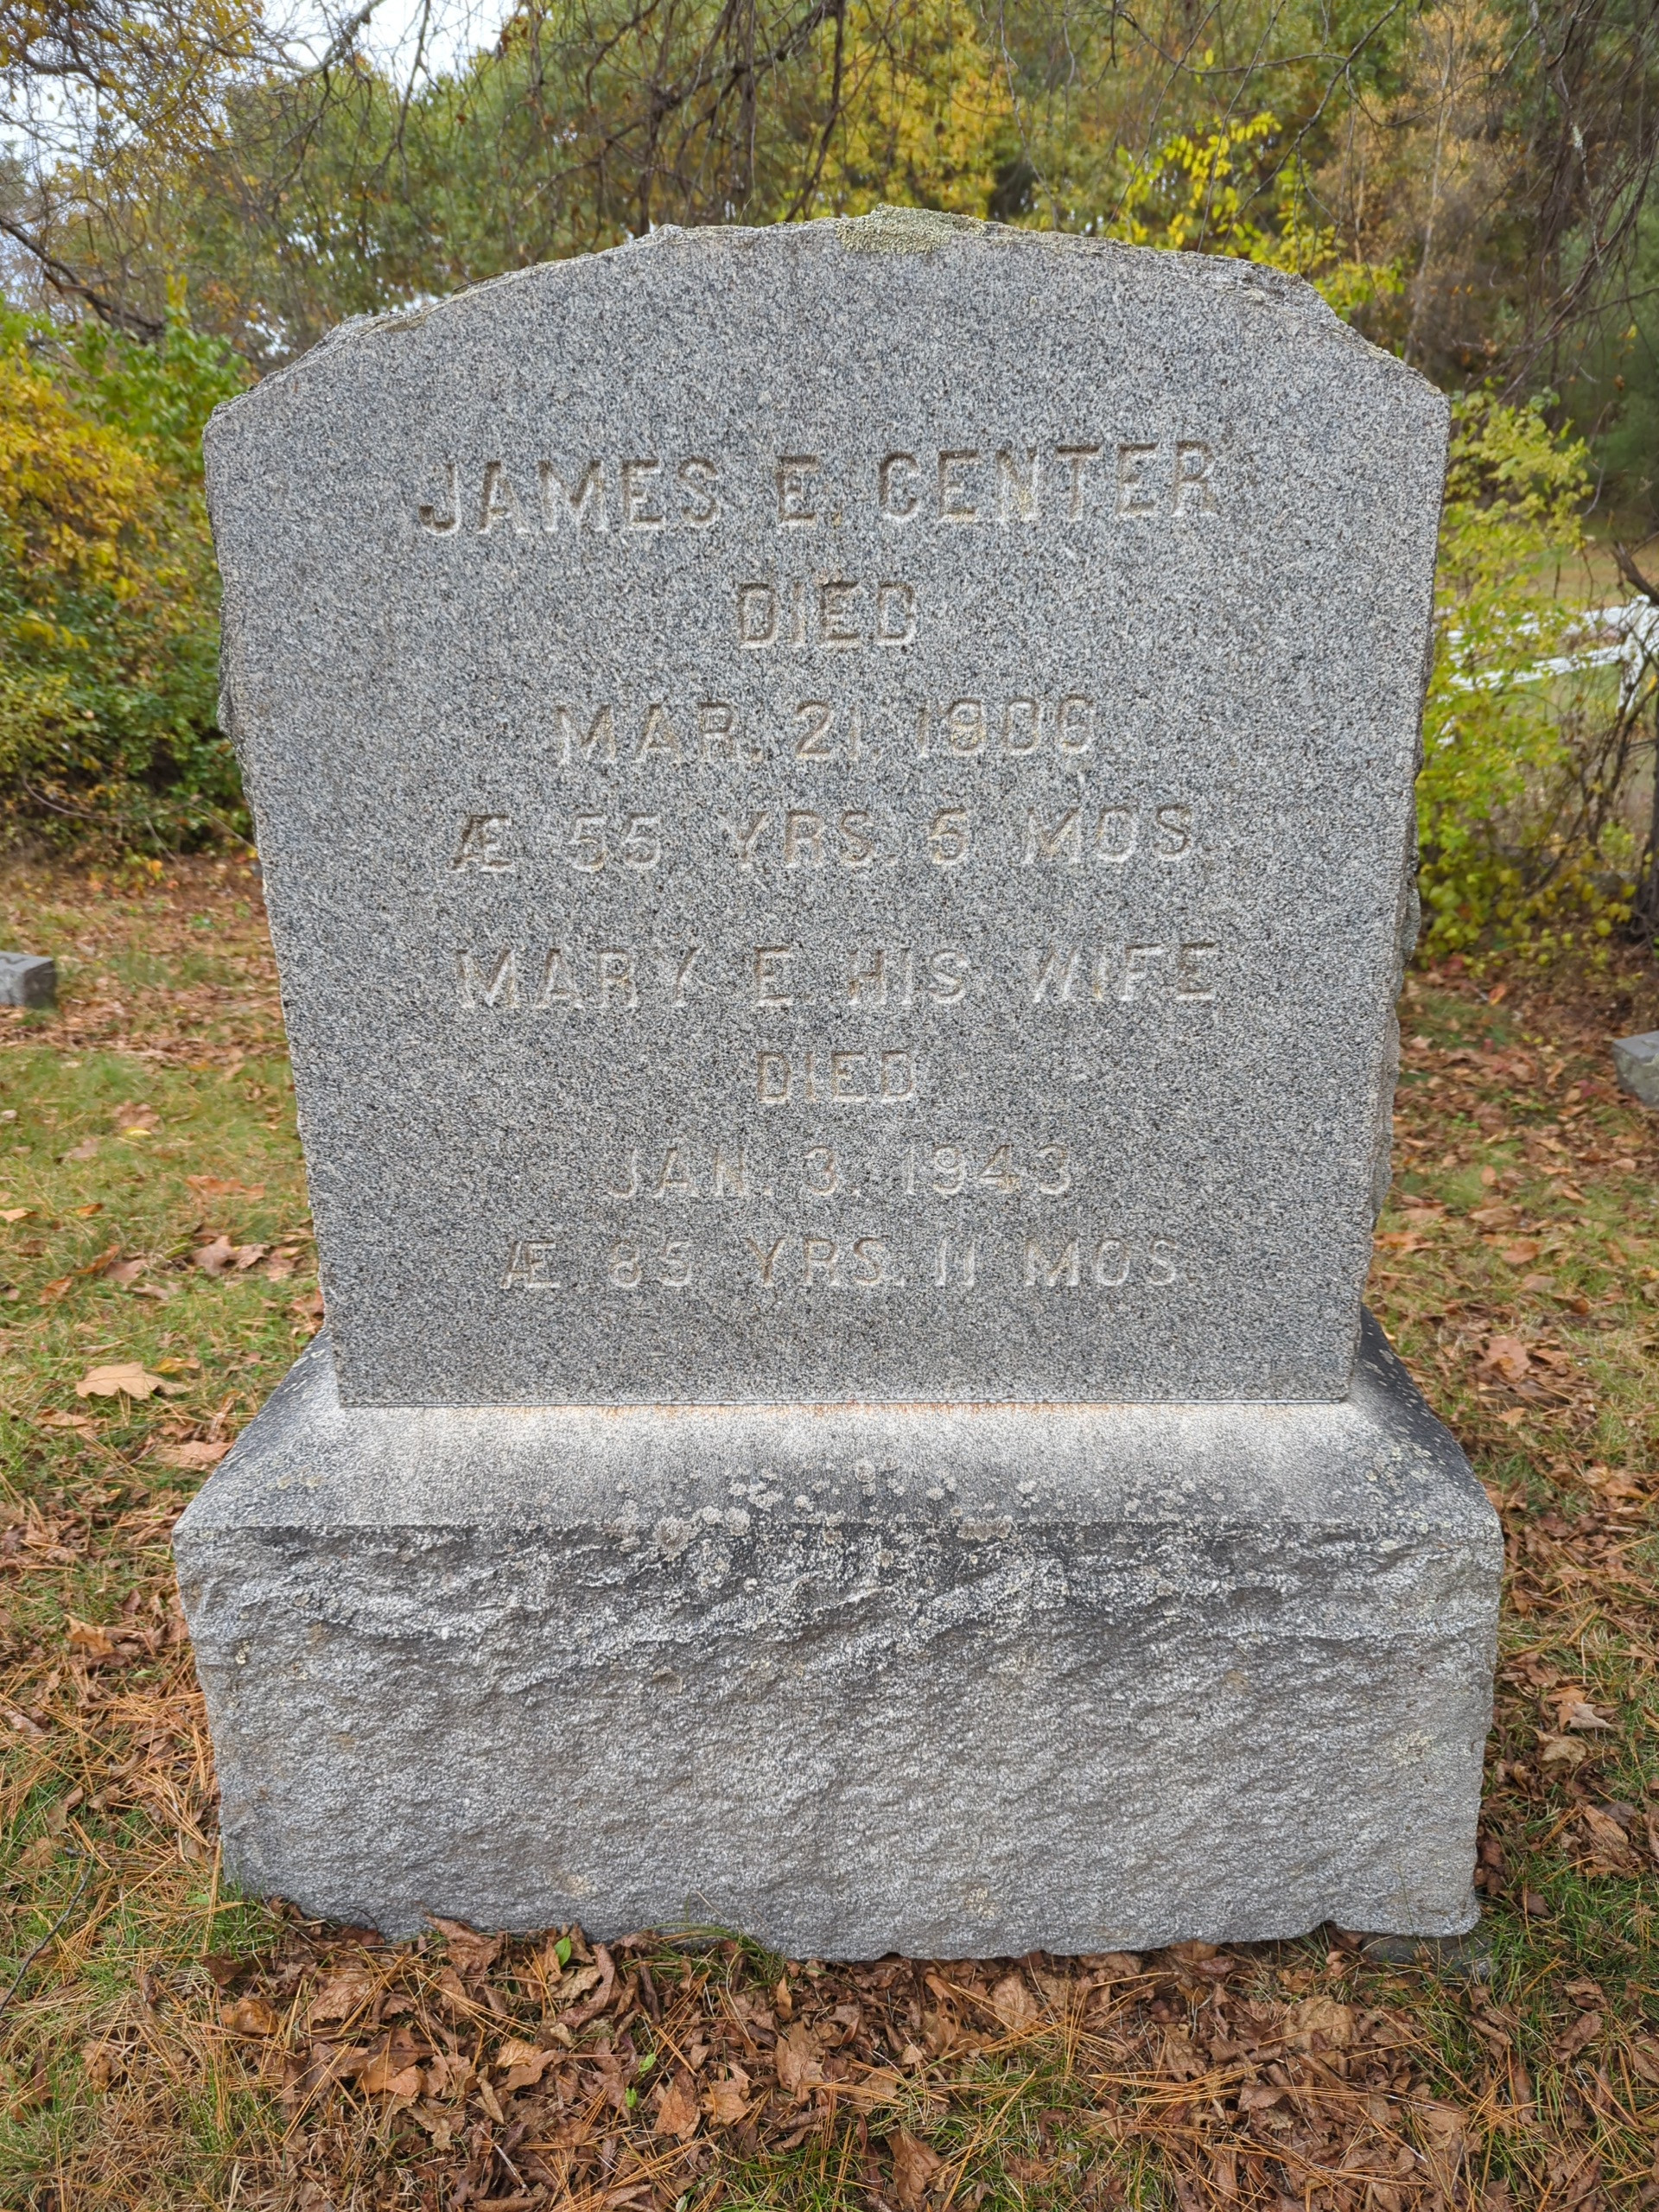 JAMES E. CENTER
DIED
MAR. 21, 1906
Æ 55 YRS. 5 MOS.
MARY E. HIS WIFE
DIED
JAN. 3, 1943
Æ 85 YRS. 11 MOS.